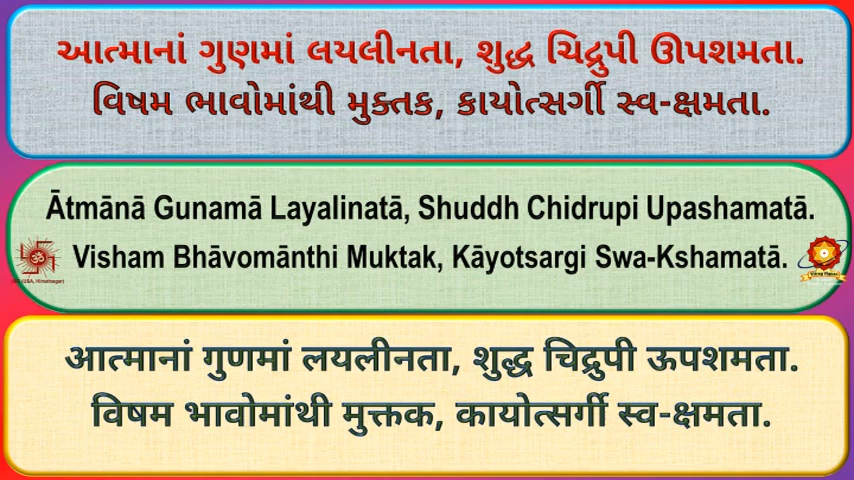 આત્માનાં ગુણમાં લયલીનતા, શુદ્ધ ચિદ્રુપી ઊપશમતા.
વિષમ ભાવોમાંથી મુક્તક, કાયોત્સર્ગી સ્વ-ક્ષમતા.
Ātmānā Gunamā Layalinatā, Shuddh Chidrupi Upashamatā.
Visham Bhāvomānthi Muktak, Kāyotsargi Swa-Kshamatā.
आत्मानां गुणमां लयलीनता, शुद्ध चिद्रुपी ऊपशमता.
विषम भावोमांथी मुक्तक, कायोत्सर्गी स्व-क्षमता.